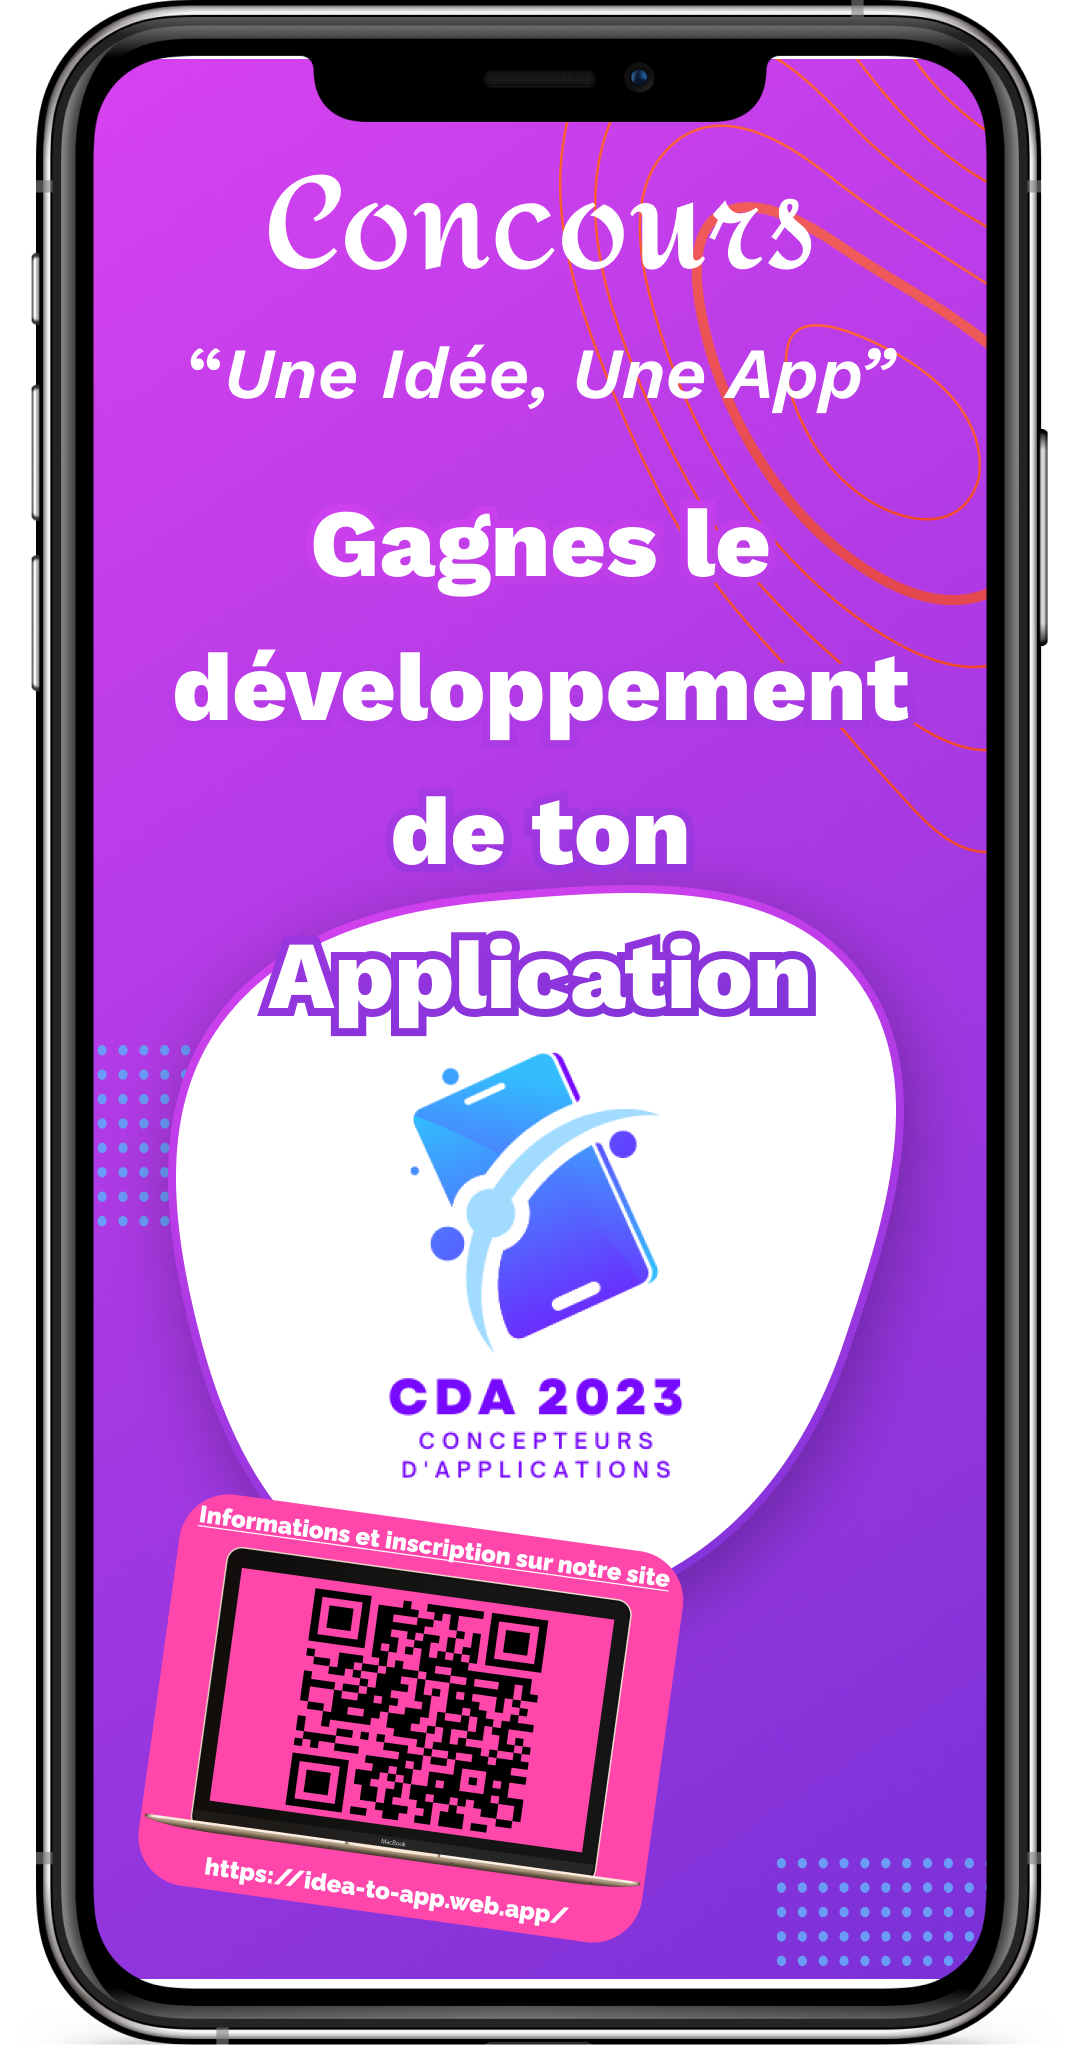 Concours
“Une Idée, Une App”
Gagnes le
développement
de ton
Application
CDA 2023
CONCEPTEURS
D'APPLICATIONS
Informations et inscription sur notre site
MacBook
https://idea-to-app.web.app/